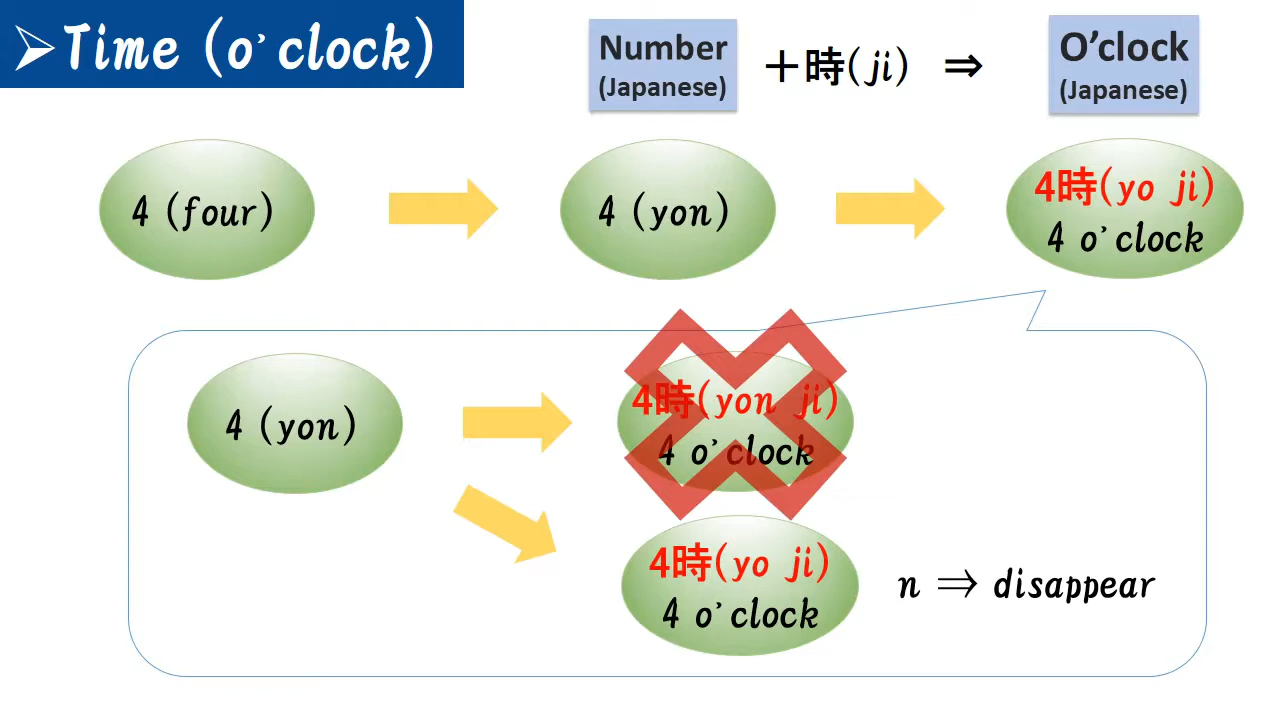 ➢Time (o’clock)
Number
(Japanese)
＋時(ji) ⇒
O’clock
(Japanese)
4 (four)
4 (yon)
4時(yo ji)
4 o’clock
4 (yon)
4時(yon ji)
4 o’clock
4時(yo ji)
4 o’clock
n ⇒ disappear